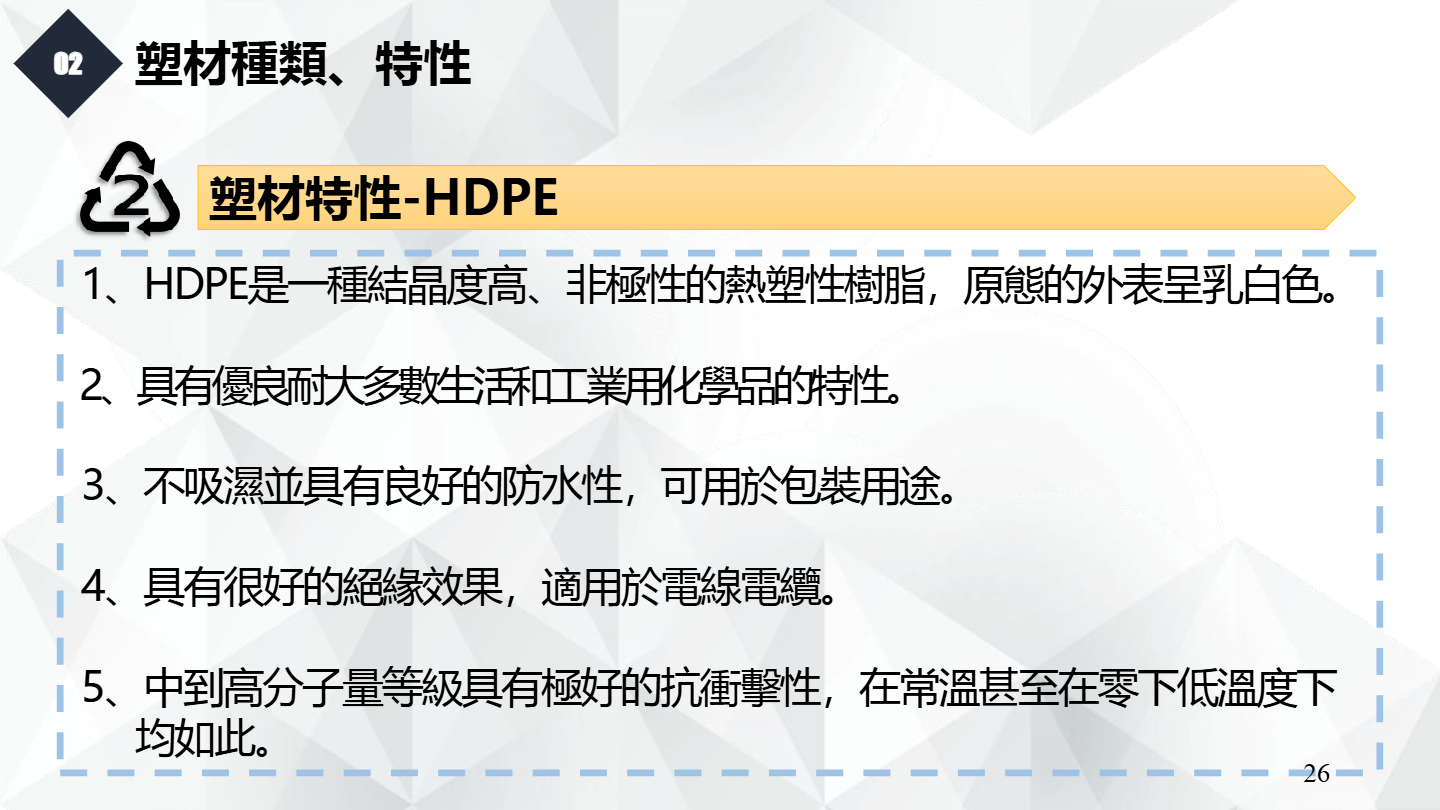 02
塑材種類、特性
2
塑材特性-HDPE
1、HDPE是一種結晶度高、非極性的熱塑性樹脂，原態的外表呈乳白色。
2、具有優良耐大多數生活和工業用化學品的特性。
3、不吸濕並具有良好的防水性，可用於包裝用途。
4、具有很好的絕緣效果，適用於電線電纜。
5、中到高分子量等級具有極好的抗衝擊性，在常溫甚至在零下低溫度下
均如此。
26